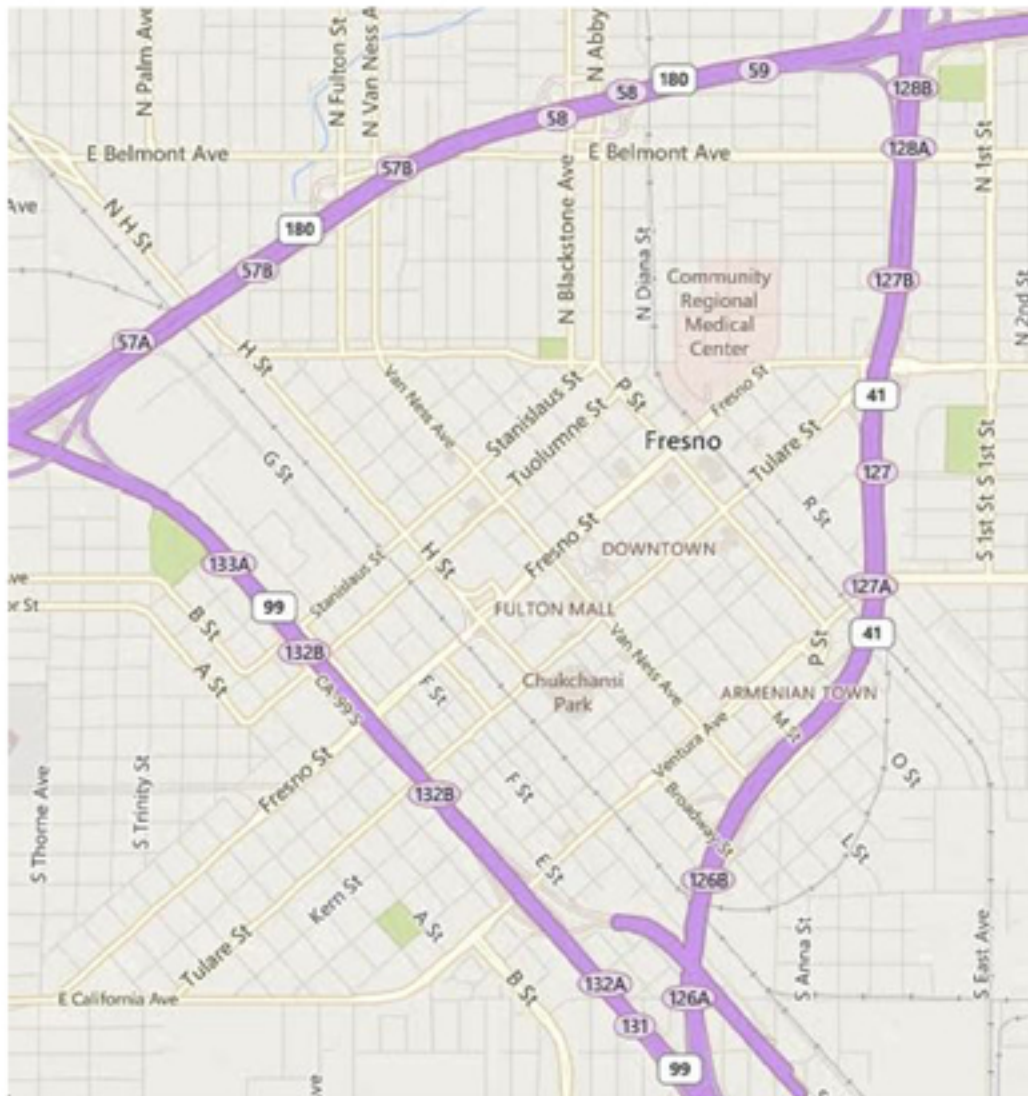 N Palm Ave
N Fulton St
N Van Ness A
N Abby
58
180
59
128B
58
E Belmont Ave
57B
E Belmont Ave
128A
N 1st St
Ave
N H St
180
57B
N Blackstone Ave
N Diana St
Community
Regional
Medical
Center
127B
N 2nd St
57A
H St
Van Ness Ave
Stanislaus St
P St
Fresno St
41
Tuolumne St
Fresno
Tulare St
G St
127
S 1st St
S 1st St
R St
Fresno St
DOWNTOWN
133A
Stanislaus St
H St
127A
ve
or St
99
FULTON MALL
B St
132B
Van Ness Ave
P St
41
A St
CA-99 S
F St
Chukchansi
Park
ARMENIAN TOWN
M St
Ventura Ave
O St
S Thorne Ave
S Trinity St
Fresno St
132B
F St
Broadway St
L St
E St
126B
Kern St
A St
Tulare St
S Anna St
S East Ave
E California Ave
B St
132A
126A
131
99
ve